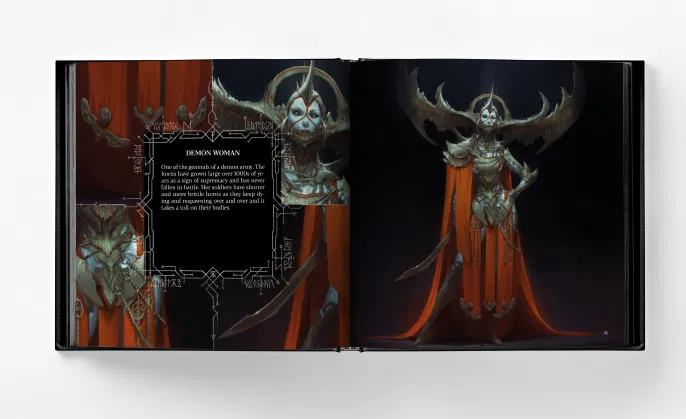 DEMON WOMAN
One of the generals of a demon army. The
horns have grown large over 1000s of ye-
ars as a sign of supremacy and has never
fallen in battle. Her soldiers have shorter
and more brittle horns as they keep dy-
ing and respawning over and over and it
takes a toll on their bodies.